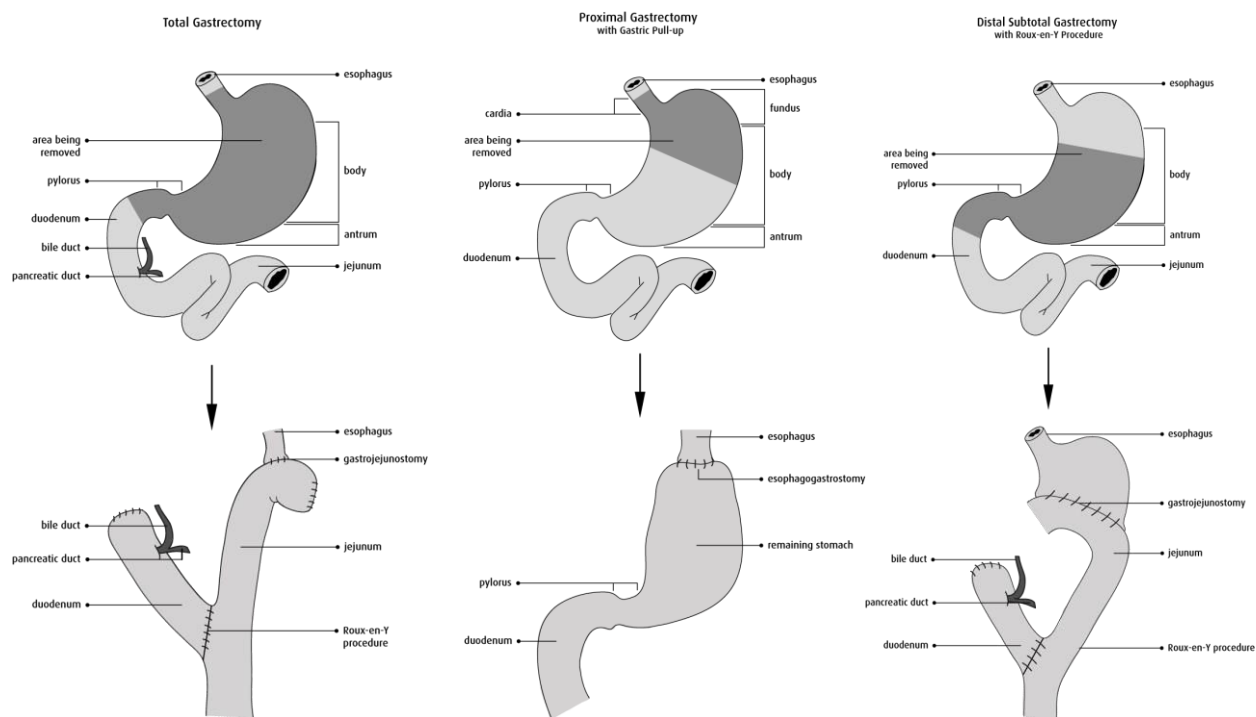 Total Gastrectomy
esophagus
area being
removed
body
pylorus
duodenum
antrum
bile duct
pancreatic duct
jejunum
esophagus
gastrojejunostomy
bile duct
pancreatic duct
jejunum
duodenum
Roux-en-Y
procedure
Proximal Gastrectomy
with Gastric Pull-up
esophagus
cardia
fundus
area being
removed
body
pylorus
antrum
duodenum
esophagus
esophagogastrostomy
remaining stomach
pylorus
duodenum
Distal Subtotal Gastrectomy
with Roux-en-Y Procedure
esophagus
area being
removed
body
pylorus
antrum
duodenum
jejunum
esophagus
gastrojejunostomy
jejunum
bile duct
pancreatic duct
duodenum
Roux-en-Y procedure